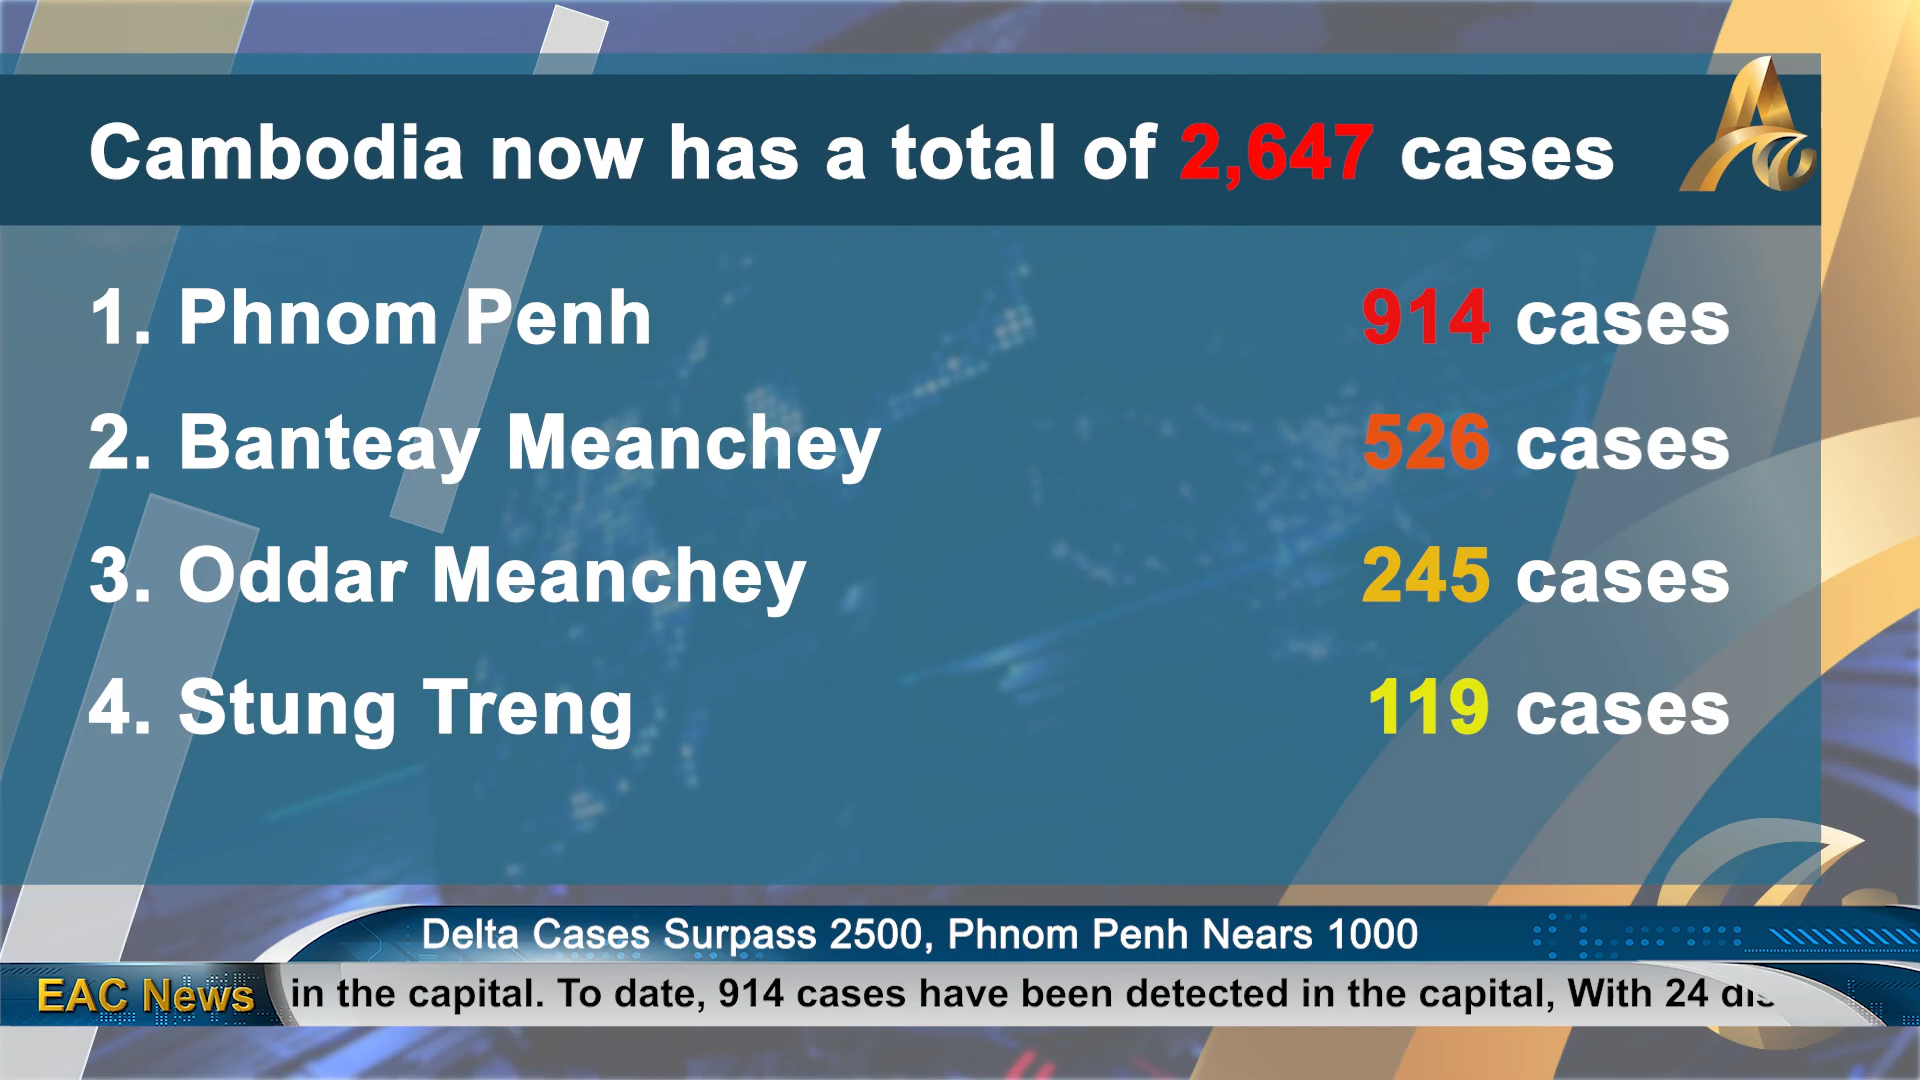 Cambodia now has a total of 2,647 cases
1. Phnom Penh 914 cases
2. Banteay Meanchey 526 cases
3. Oddar Meanchey 245 cases
4. Stung Treng 119 cases
Delta Cases Surpass 2500, Phnom Penh Nears 1000
EAC News in the capital. To date, 914 cases have been detected in the capital, With 24